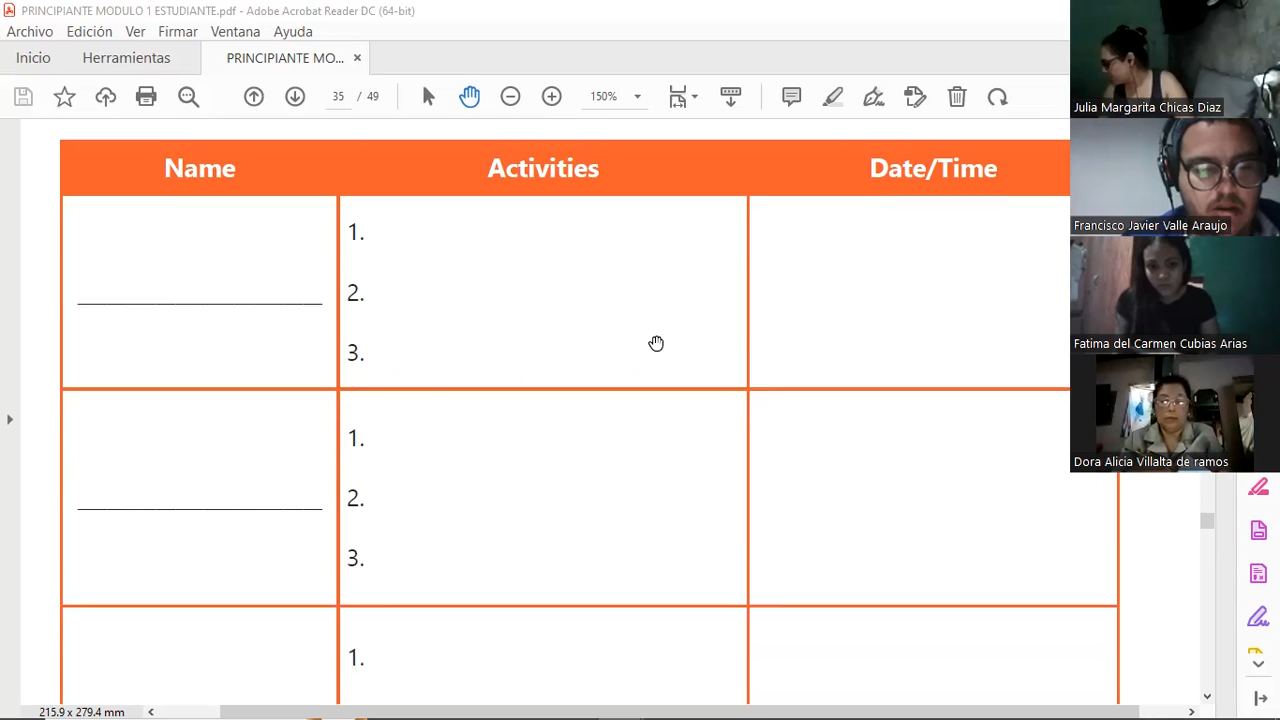 PRINCIPIANTE MODULO 1 ESTUDIANTE.pdf - Adobe Acrobat Reader DC (64-bit)
Archivo Edición Ver Firmar Ventana Ayuda
Inicio Herramientas PRINCIPIANTE MO... ×
35 / 49 150%
Name Activities Date/Time
1.
2.
3.
1.
2.
3.
1.
215.9 x 279.4 mm
Julia Margarita Chicas Diaz
Francisco Javier Valle Araujo
Fatima del Carmen Cubias Arias
Dora Alicia Villalta de ramos